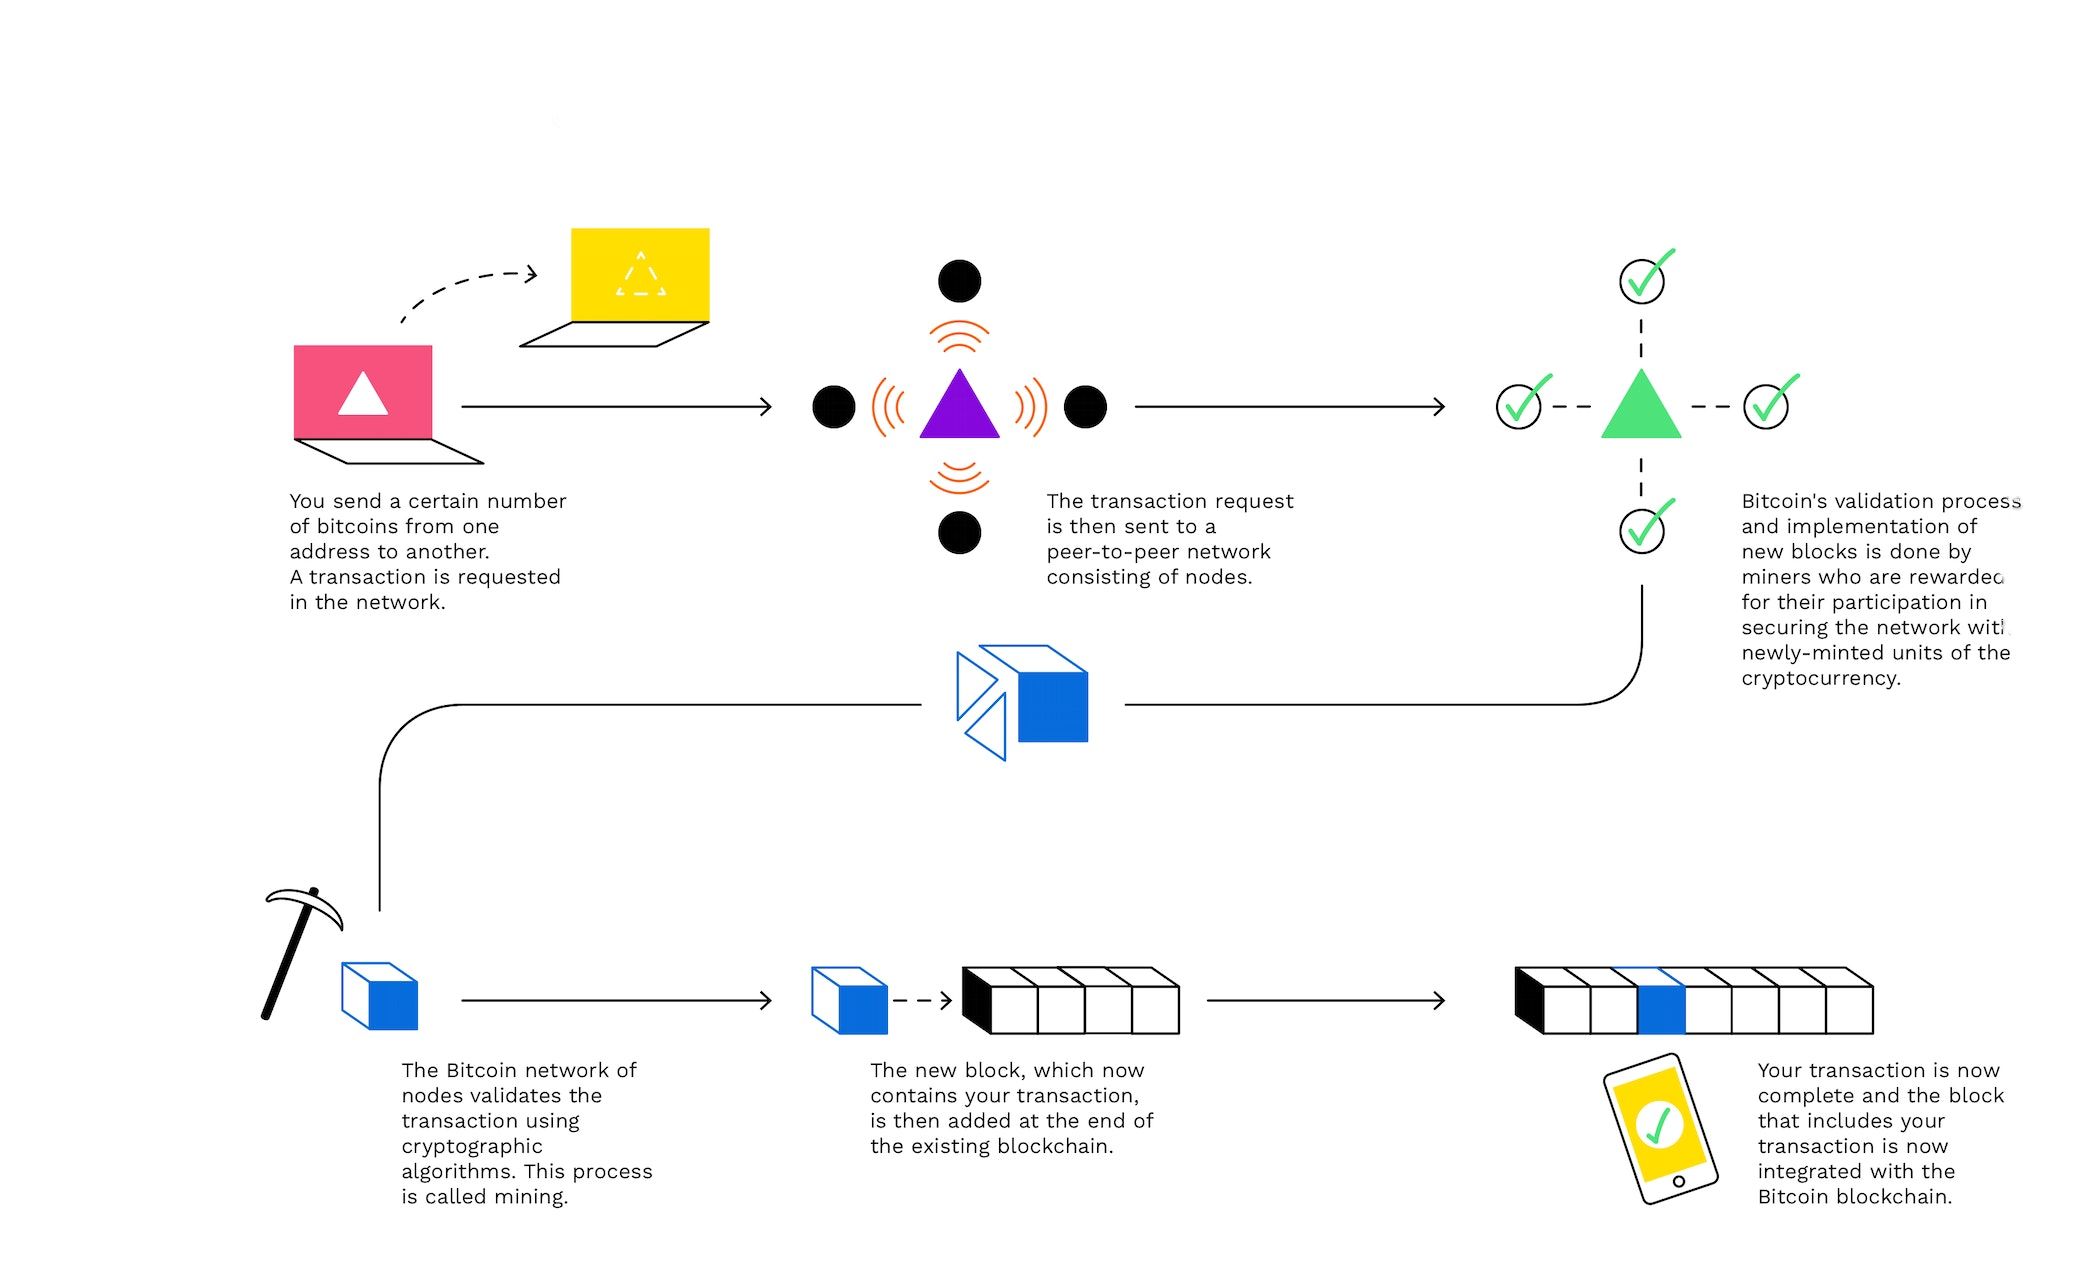 You send a certain number
of bitcoins from one
address to another.
A transaction is requested
in the network.
The transaction request
is then sent to a
peer-to-peer network
consisting of nodes.
Bitcoin's validation process
and implementation of
new blocks is done by
miners who are rewarded
for their participation in
securing the network with
newly-minted units of the
cryptocurrency.
The Bitcoin network of
nodes validates the
transaction using
cryptographic
algorithms. This process
is called mining.
The new block, which now
contains your transaction,
is then added at the end of
the existing blockchain.
Your transaction is now
complete and the block
that includes your
transaction is now
integrated with the
Bitcoin blockchain.